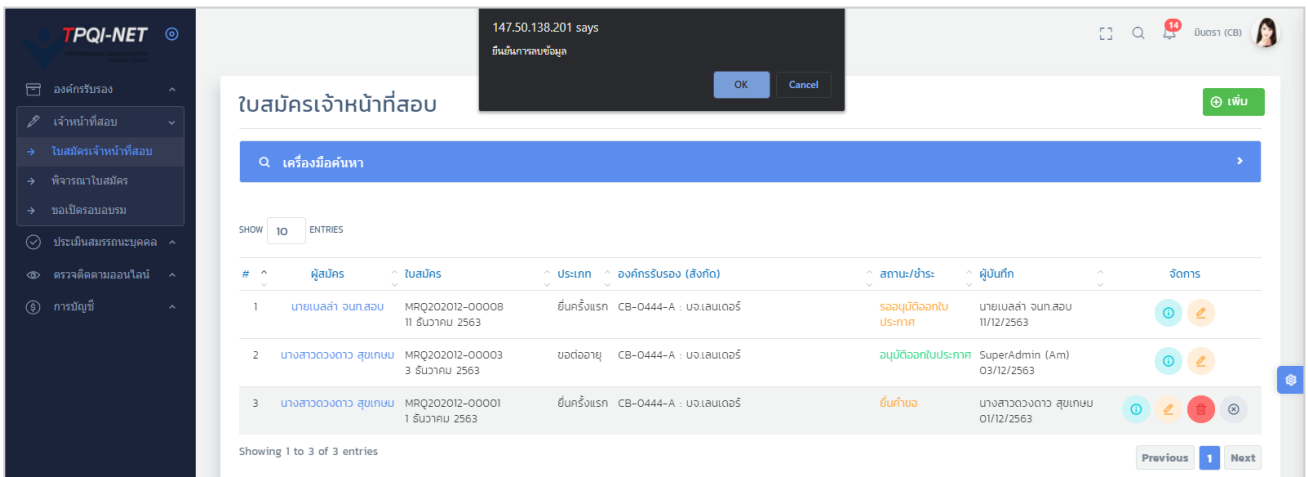 TPQI-NET
147.50.138.201 says
ยืนยันการลบข้อมูล
OK Cancel
14
มินตรา (CB)
องค์กรรับรอง
เจ้าหน้าที่สอบ
ใบสมัครเจ้าหน้าที่สอบ
พิจารณาใบสมัคร
ขอเปิดรอบอบรม
ประเมินสมรรถนะบุคคล
ตรวจติดตามออนไลน์
การบัญชี
ใบสมัครเจ้าหน้าที่สอบ
เพิ่ม
เครื่องมือค้นหา
SHOW 10 ENTRIES
# ผู้สมัคร ใบสมัคร ประเภท องค์กรรับรอง (สังกัด) สถานะ/ชำระ ผู้บันทึก จัดการ
1 นายเบลล่า จนท.สอบ MRQ202012-00008 ยื่นครั้งแรก CB-0444-A : บจ.เลนเดอร์ รออนุมัติออกใบ นายเบลล่า จนท.สอบ
11 ธันวาคม 2563 ประกาศ 11/12/2563
2 นางสาวดวงดาว สุขเกษม MRQ202012-00003 ขอต่ออายุ CB-0444-A : บจ.เลนเดอร์ อนุมัติออกใบประกาศ SuperAdmin (Am)
3 ธันวาคม 2563 03/12/2563
3 นางสาวดวงดาว สุขเกษม MRQ202012-00001 ยื่นครั้งแรก CB-0444-A : บจ.เลนเดอร์ ยื่นคำขอ นางสาวดวงดาว สุขเกษม
1 ธันวาคม 2563 01/12/2563
Showing 1 to 3 of 3 entries
Previous 1 Next